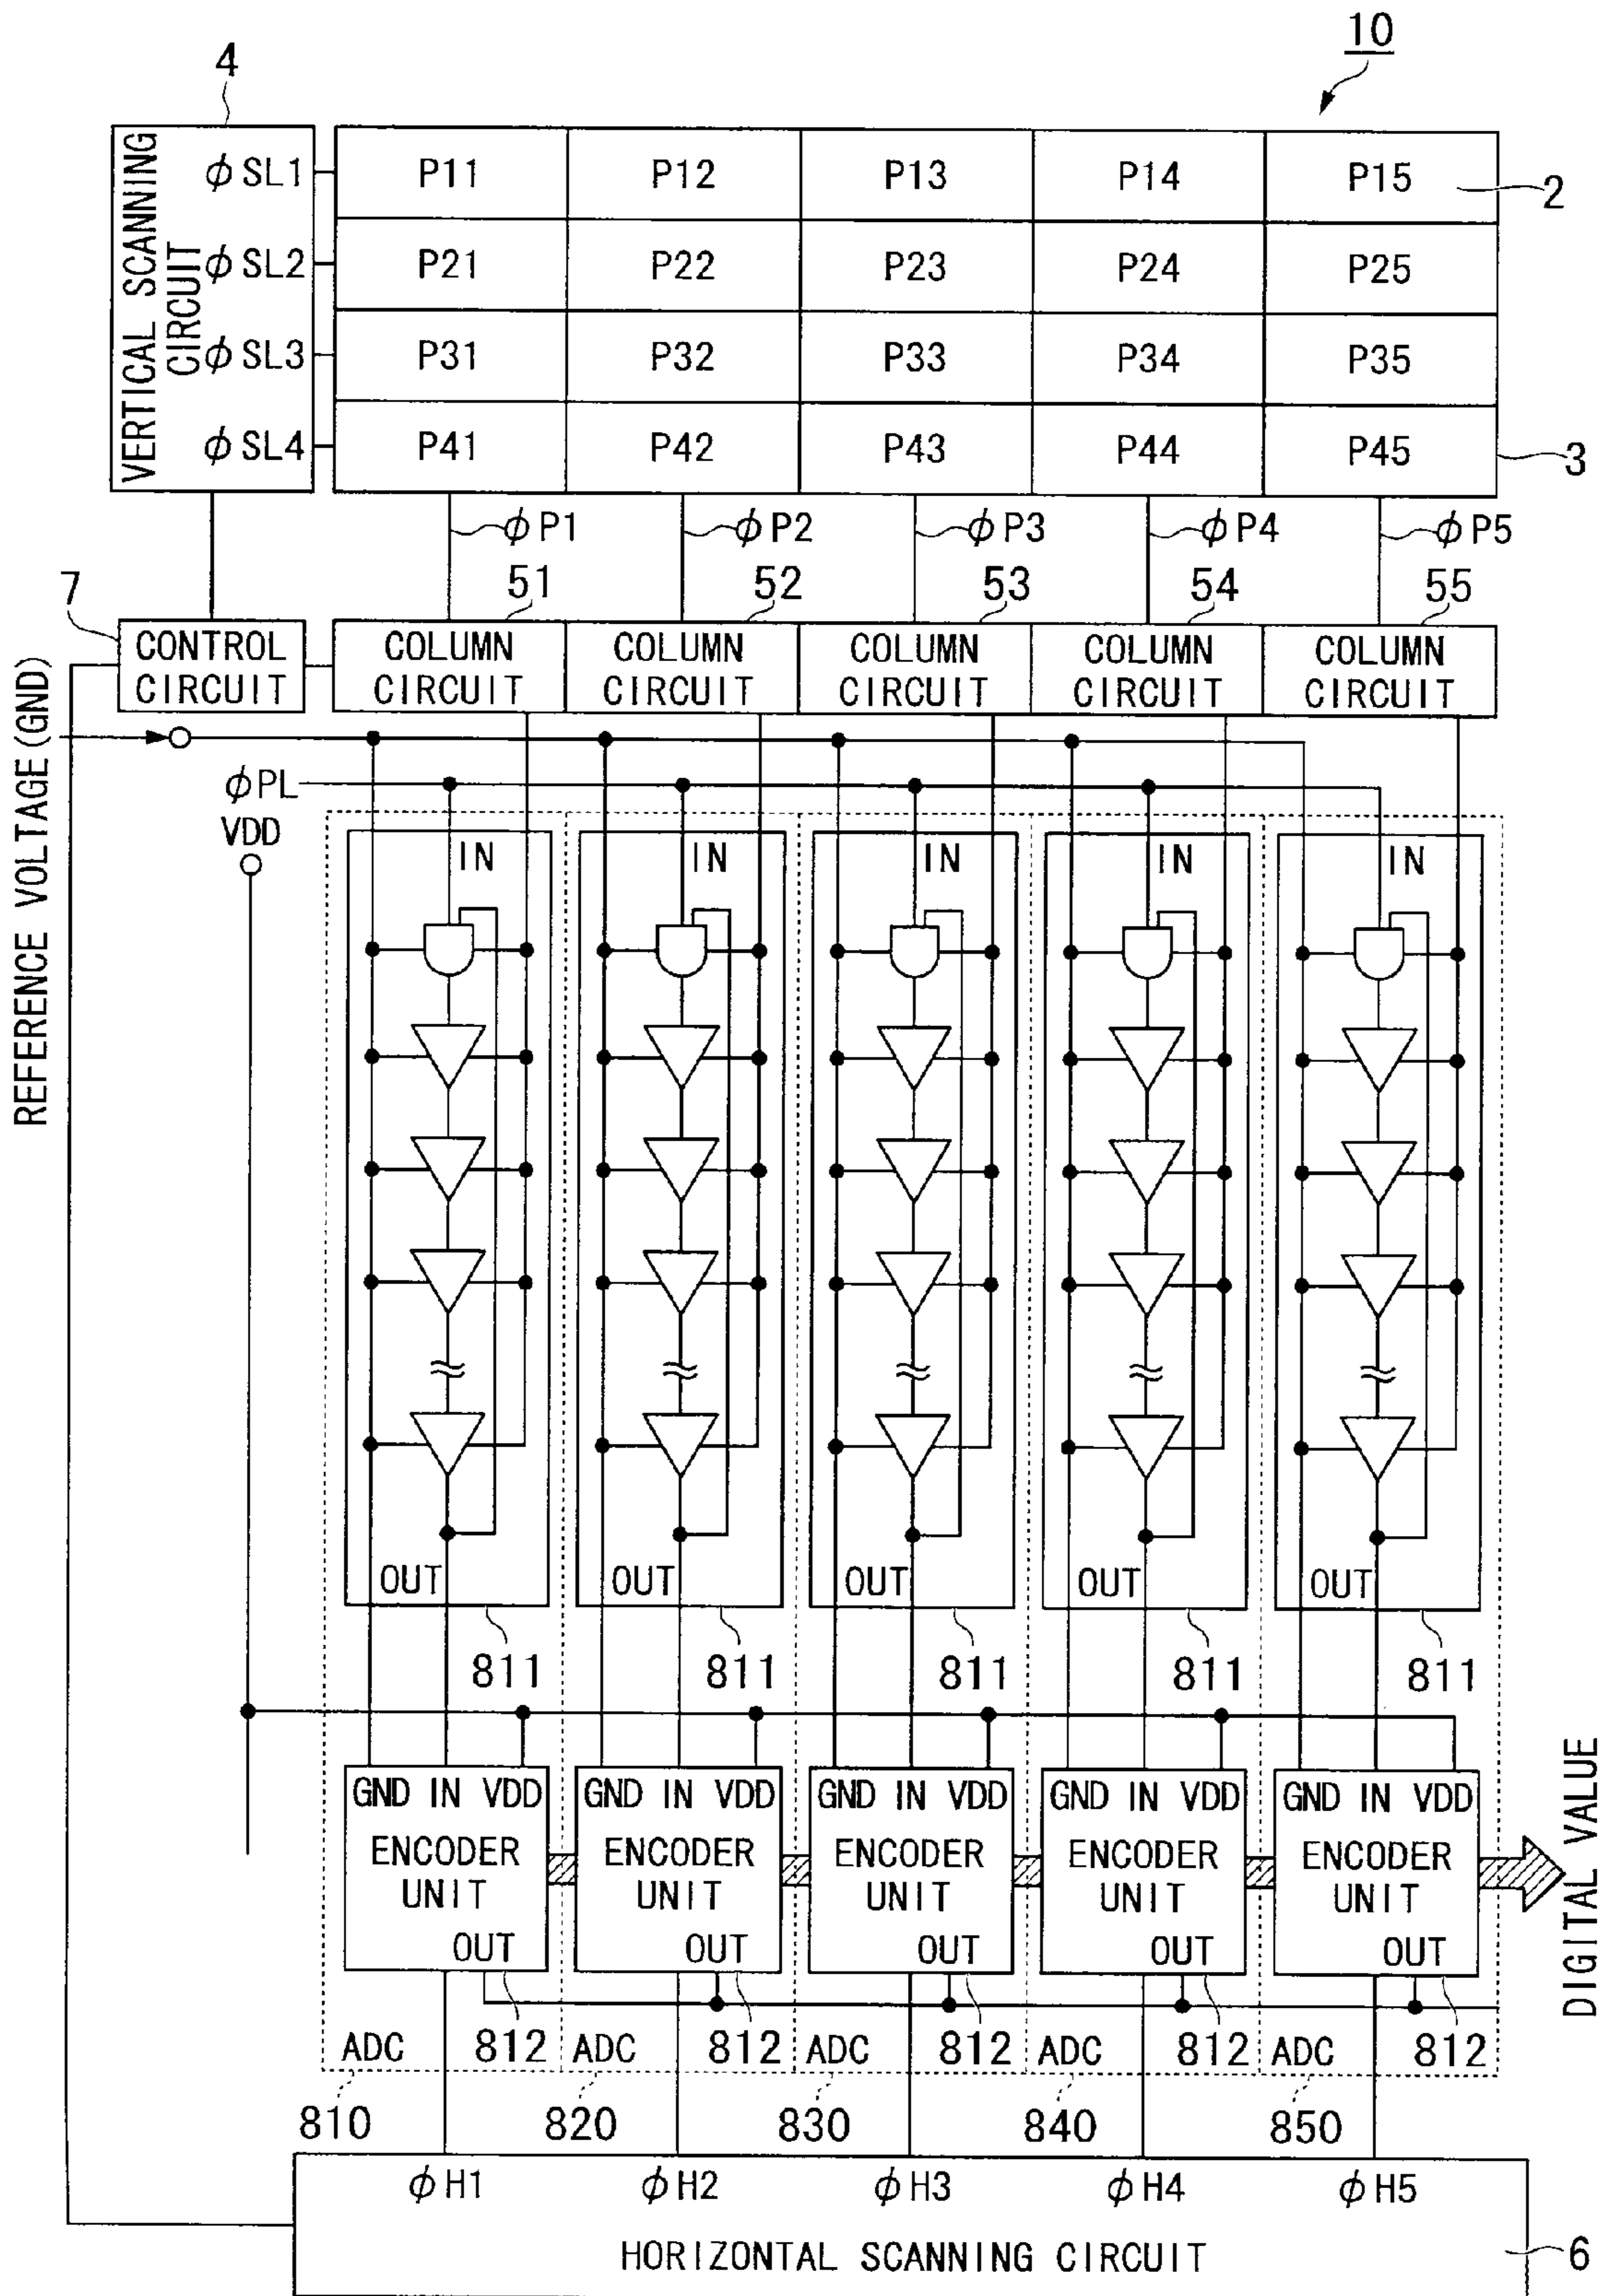 10
4
VERTICAL SCANNING CIRCUIT
φSL1 P11 P12 P13 P14 P15 2
φSL2 P21 P22 P23 P24 P25
φSL3 P31 P32 P33 P34 P35
φSL4 P41 P42 P43 P44 P45 3
φP1 φP2 φP3 φP4 φP5
7 51 52 53 54 55
CONTROL CIRCUIT
COLUMN CIRCUIT
COLUMN CIRCUIT
COLUMN CIRCUIT
COLUMN CIRCUIT
COLUMN CIRCUIT
REFERENCE VOLTAGE(GND)
φPL
VDD
IN IN IN IN IN
OUT OUT OUT OUT OUT
811 811 811 811 811
GND IN VDD GND IN VDD GND IN VDD GND IN VDD GND IN VDD
ENCODER ENCODER ENCODER ENCODER ENCODER
UNIT UNIT UNIT UNIT UNIT
OUT OUT OUT OUT OUT
DIGITAL VALUE
ADC 812 ADC 812 ADC 812 ADC 812 ADC 812
810 820 830 840 850
φH1 φH2 φH3 φH4 φH5
HORIZONTAL SCANNING CIRCUIT 6